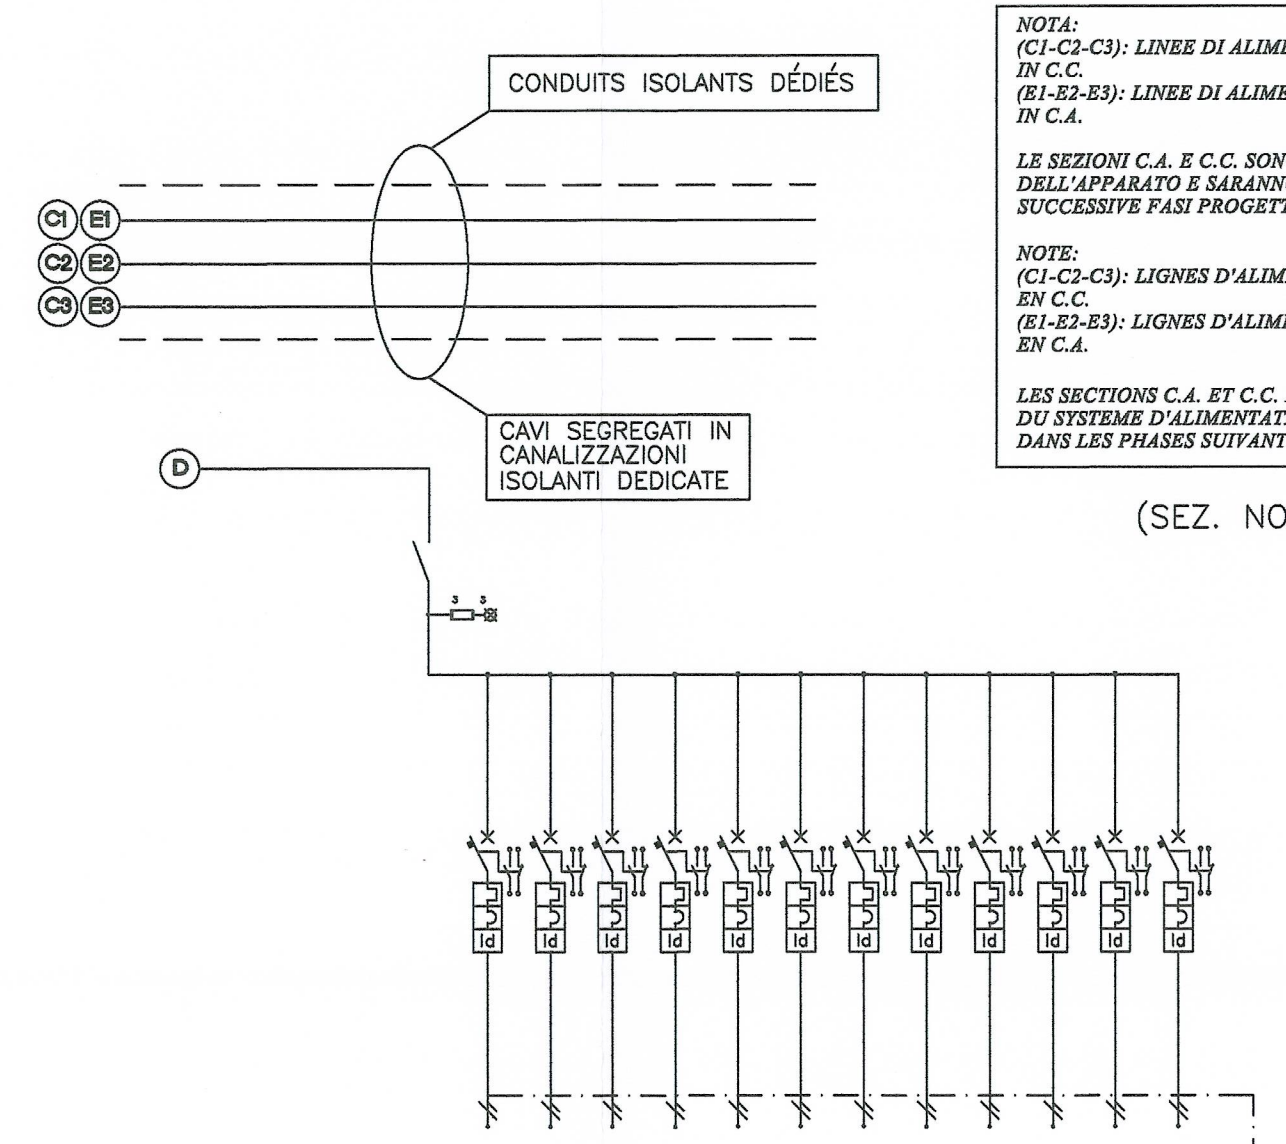 CONDUITS ISOLANTS DÉDIÉS
C1 E1
C2 E2
C3 E3
CAVI SEGREGATI IN
CANALIZZAZIONI
ISOLANTI DEDICATE
D
NOTA:
(C1-C2-C3): LINEE DI ALIME
IN C.C.
(E1-E2-E3): LINEE DI ALIME
IN C.A.
LE SEZIONI C.A. E C.C. SON
DELL'APPARATO E SARANN
SUCCESSIVE FASI PROGETT
NOTE:
(C1-C2-C3): LIGNES D'ALIM
EN C.C.
(E1-E2-E3): LIGNES D'ALIM
EN C.A.
LES SECTIONS C.A. ET C.C.
DU SYSTEME D'ALIMENTAT
DANS LES PHASES SUIVANT
(SEZ. NO
3 3
Id Id Id Id Id Id Id Id Id Id Id Id